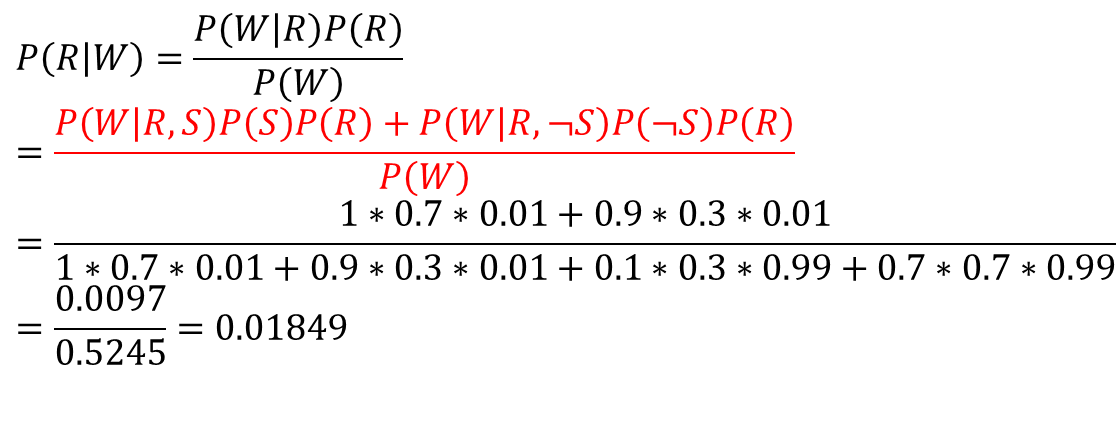 P(R|W) = P(W|R)P(R) / P(W)
= P(W|R, S)P(S)P(R) + P(W|R, ¬S)P(¬S)P(R) / P(W)
= 1 ∗ 0.7 ∗ 0.01 + 0.9 ∗ 0.3 ∗ 0.01 / 1 ∗ 0.7 ∗ 0.01 + 0.9 ∗ 0.3 ∗ 0.01 + 0.1 ∗ 0.3 ∗ 0.99 + 0.7 ∗ 0.7 ∗ 0.99
= 0.0097 / 0.5245 = 0.01849